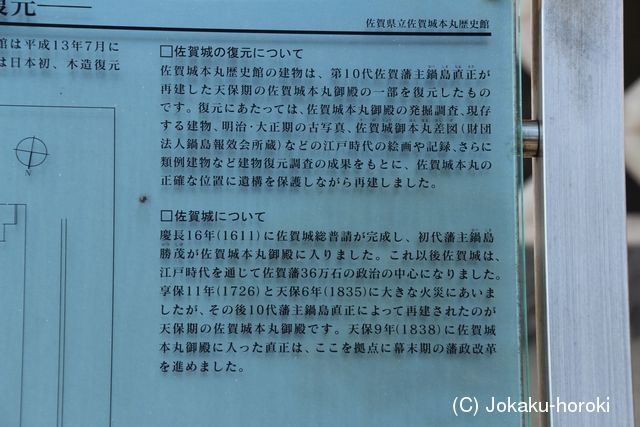 復元
佐賀県立佐賀城本丸歴史館
館は平成13年7月に
は日本初、木造復元
□佐賀城の復元について
佐賀城本丸歴史館の建物は、第10代佐賀藩主鍋島直正が
再建した天保期の佐賀城本丸御殿の一部を復元したもの
です。復元にあたっては、佐賀城本丸御殿の発掘調査、現存
する建物、明治・大正期の古写真、佐賀城御本丸差図(財団
法人鍋島報效会所蔵)などの江戸時代の絵画や記録、さらに
類例建物など建物復元調査の成果をもとに、佐賀城本丸の
正確な位置に遺構を保護しながら再建しました。
□佐賀城について
慶長16年(1611)に佐賀城総普請が完成し、初代藩主鍋島
勝茂が佐賀城本丸御殿に入りました。これ以後佐賀城は、
江戸時代を通じて佐賀藩36万石の政治の中心になりました。
享保11年(1726)と天保6年(1835)に大きな火災にあいま
したが、その後10代藩主鍋島直正によって再建されたのが
天保期の佐賀城本丸御殿です。天保9年(1838)に佐賀城
本丸御殿に入った直正は、ここを拠点に幕末期の藩政改革
を進めました。
N
(C) Jokaku-horoki